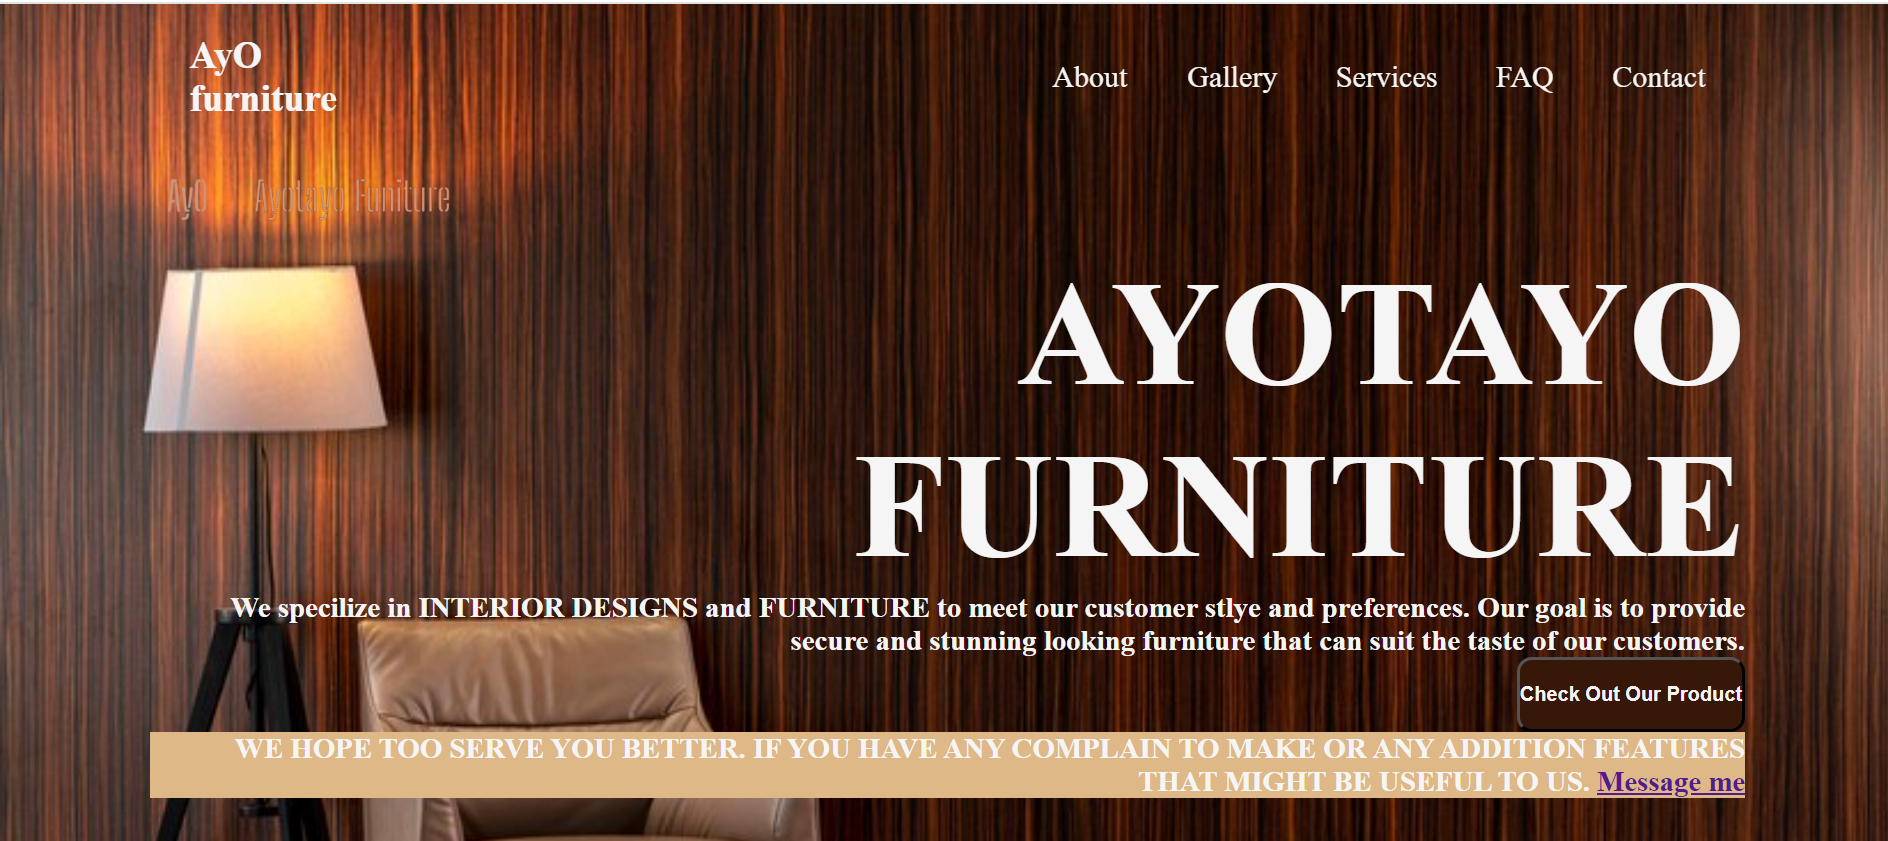 AyO
furniture
About Gallery Services FAQ Contact
AyO Ayotayo Funiture
AYOTAYO
FURNITURE
We specilize in INTERIOR DESIGNS and FURNITURE to meet our customer stlye and preferences. Our goal is to provide
secure and stunning looking furniture that can suit the taste of our customers.
Check Out Our Product
WE HOPE TOO SERVE YOU BETTER. IF YOU HAVE ANY COMPLAIN TO MAKE OR ANY ADDITION FEATURES
THAT MIGHT BE USEFUL TO US. Message me